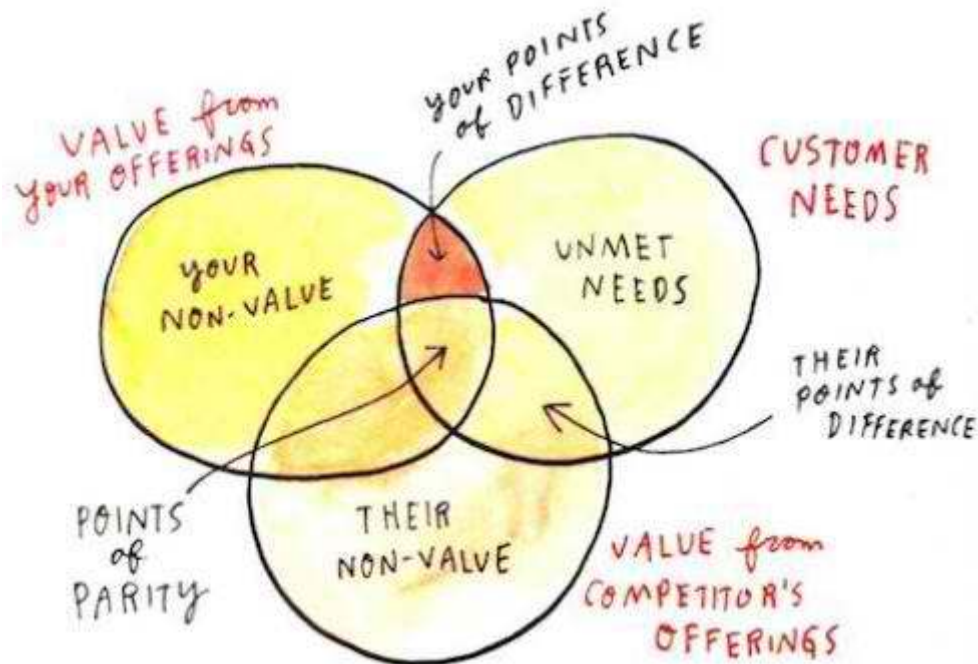 YOUR POINTS
of DIFFERENCE
VALUE from
YOUR OFFERINGS
CUSTOMER
NEEDS
YOUR
NON-VALUE
UNMET
NEEDS
THEIR
POINTS of
DIFFERENCE
POINTS
of
PARITY
THEIR
NON-VALUE
VALUE from
COMPETITOR'S
OFFERINGS